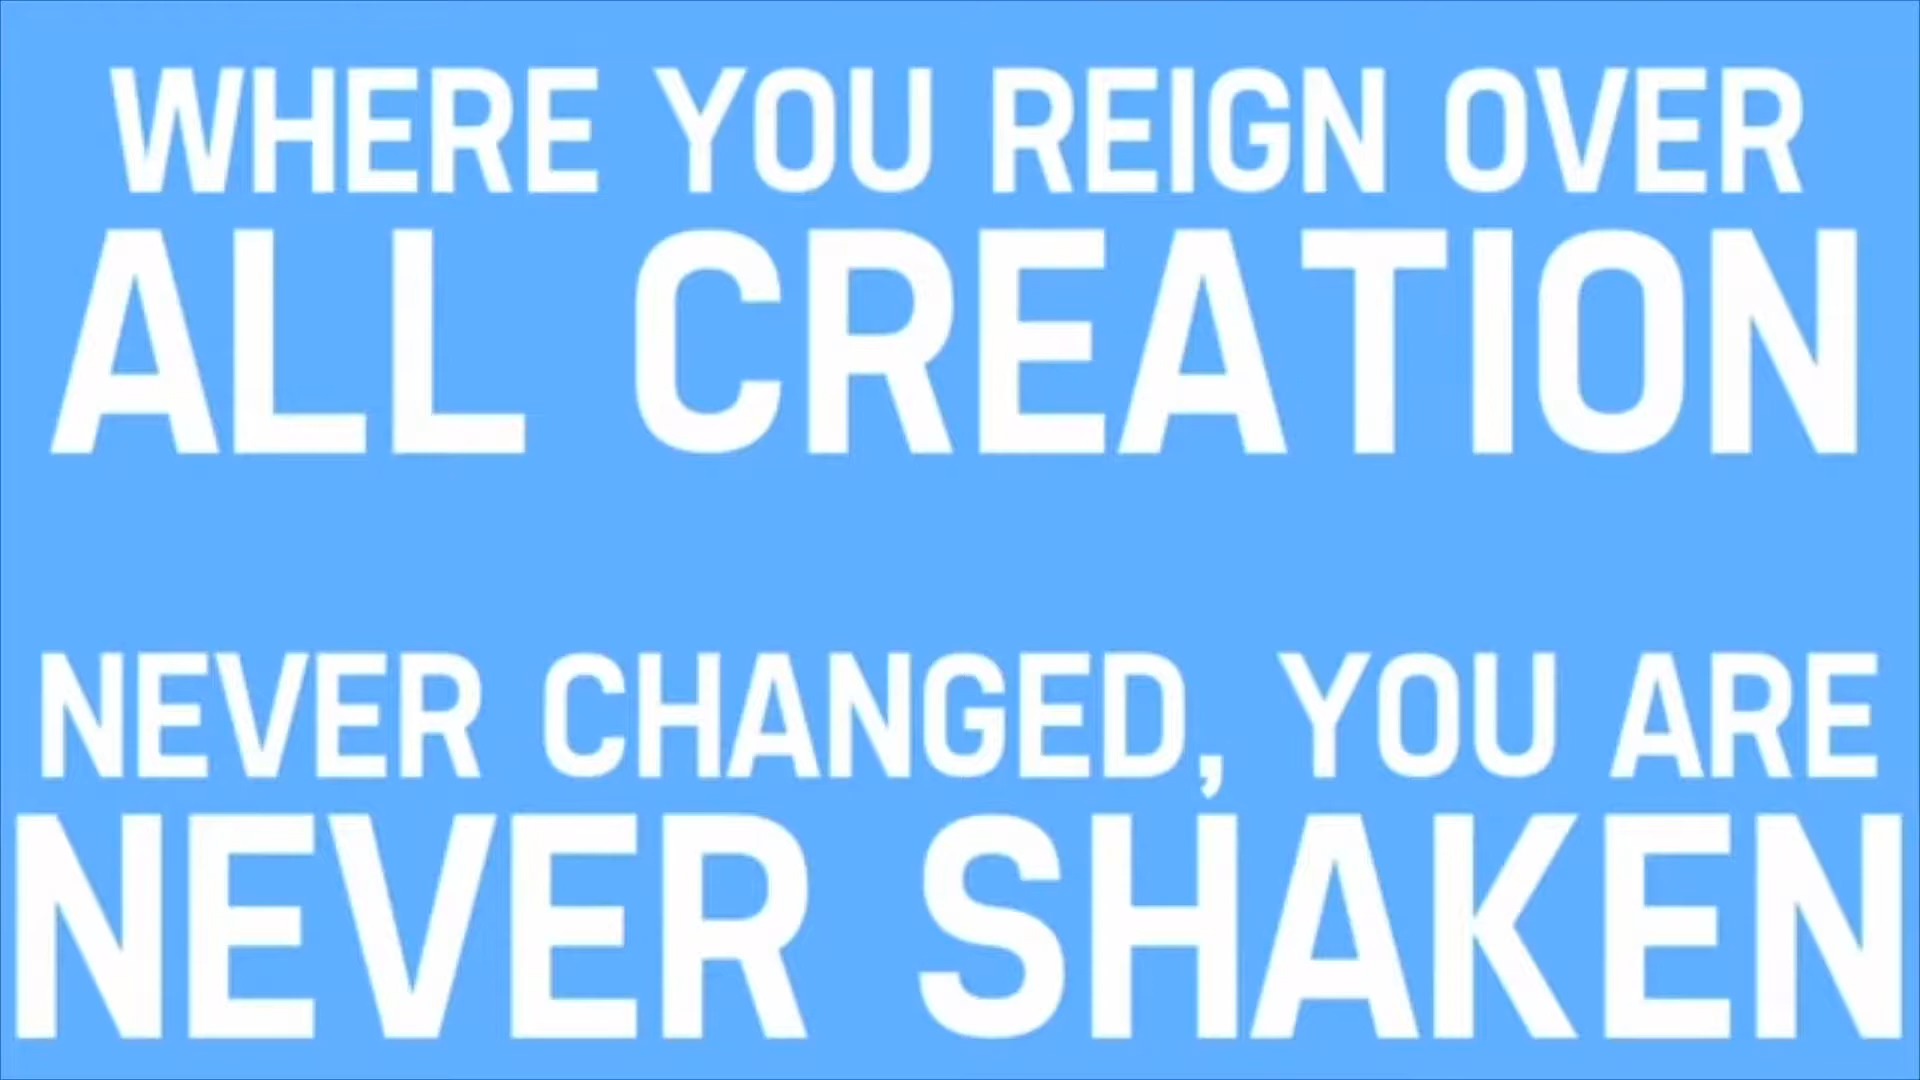 WHERE YOU REIGN OVER
ALL CREATION
NEVER CHANGED, YOU ARE
NEVER SHAKEN